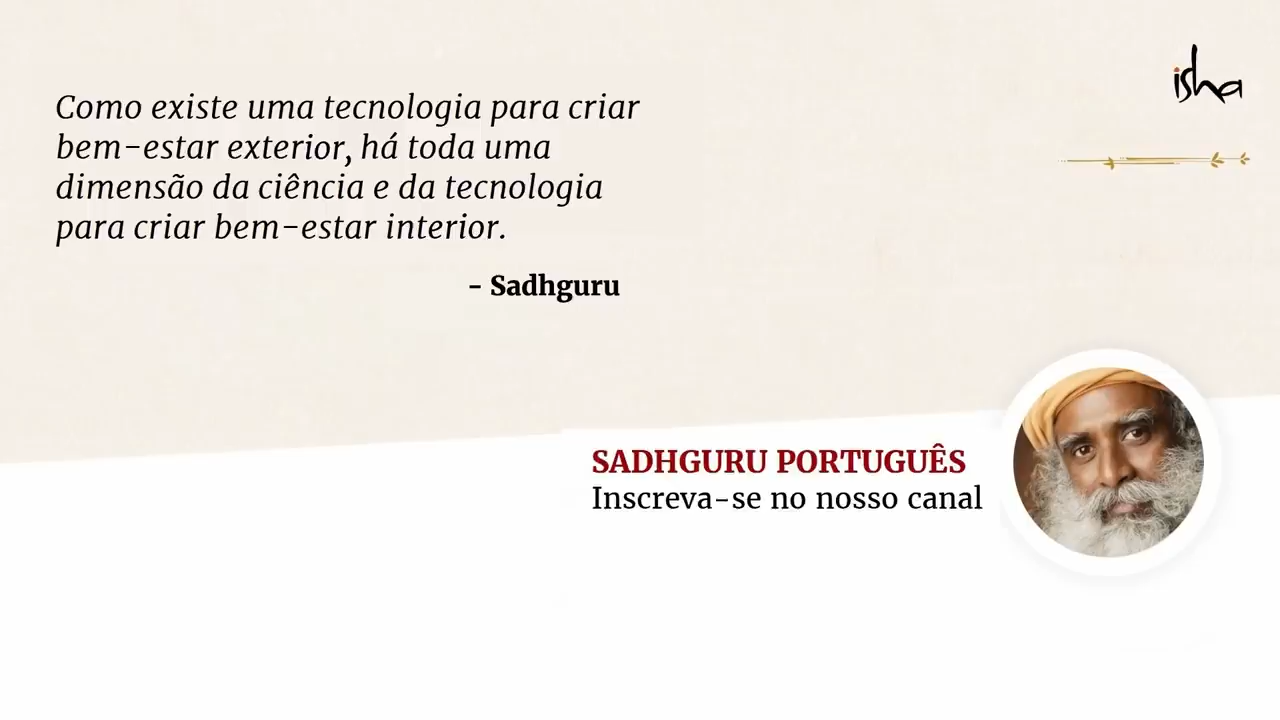 isha
Como existe uma tecnologia para criar
bem-estar exterior, há toda uma
dimensão da ciência e da tecnologia
para criar bem-estar interior.
- Sadhguru
SADHGURU PORTUGUÊS
Inscreva-se no nosso canal